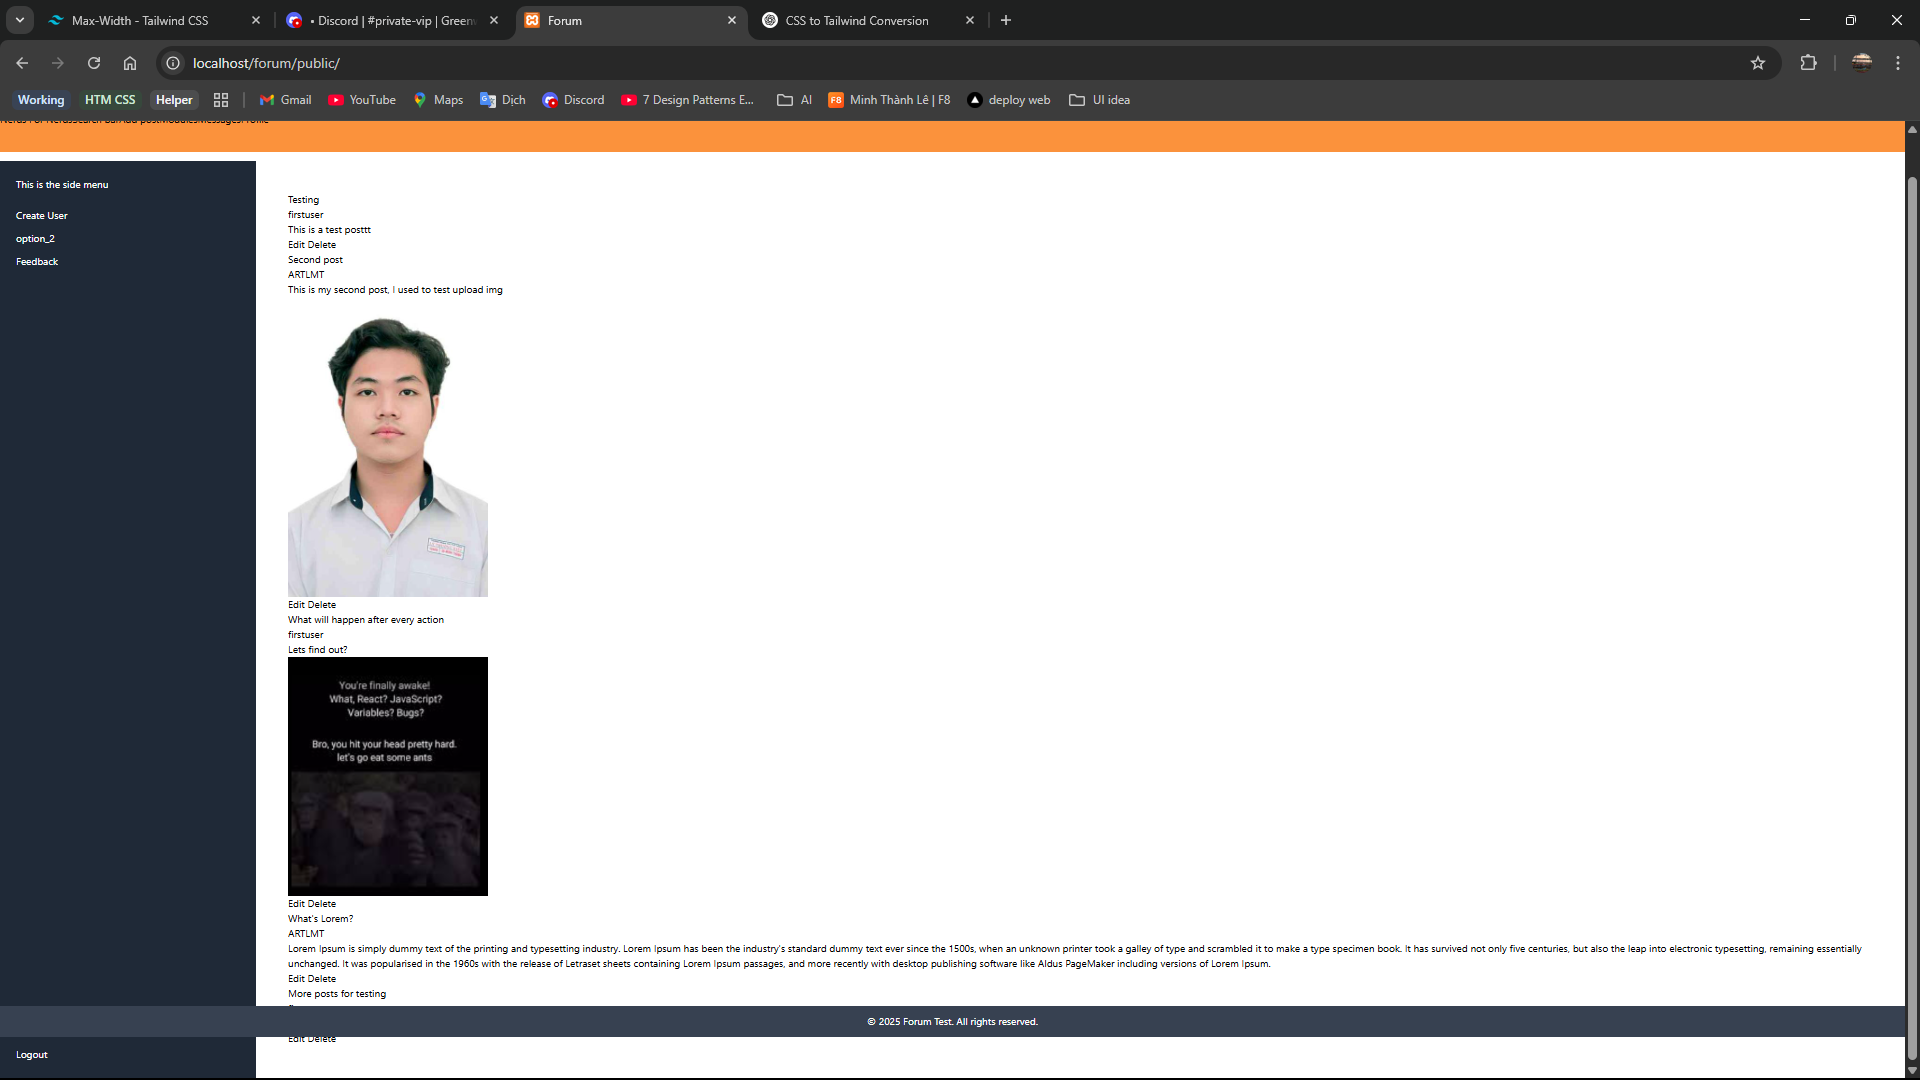 Max-Width - Tailwind CSS
• Discord | #private-vip | Green
Forum
CSS to Tailwind Conversion
localhost/forum/public/
Working
HTM CSS
Helper
Gmail
YouTube
Maps
Dịch
Discord
7 Design Patterns E...
AI
F8
Minh Thành Lê | F8
deploy web
UI idea
This is the side menu
Create User
option_2
Feedback
Testing
firstuser
This is a test posttt
Edit Delete
Second post
ARTLMT
This is my second post, I used to test upload img
Edit Delete
What will happen after every action
firstuser
Lets find out?
You're finally awake!
What, React? JavaScript?
Variables? Bugs?
Bro, you hit your head pretty hard.
let's go eat some ants
Edit Delete
What's Lorem?
ARTLMT
Lorem Ipsum is simply dummy text of the printing and typesetting industry. Lorem Ipsum has been the industry's standard dummy text ever since the 1500s, when an unknown printer took a galley of type and scrambled it to make a type specimen book. It has survived not only five centuries, but also the leap into electronic typesetting, remaining essentially
unchanged. It was popularised in the 1960s with the release of Letraset sheets containing Lorem Ipsum passages, and more recently with desktop publishing software like Aldus PageMaker including versions of Lorem Ipsum.
Edit Delete
More posts for testing
© 2025 Forum Test. All rights reserved.
Edit Delete
Logout